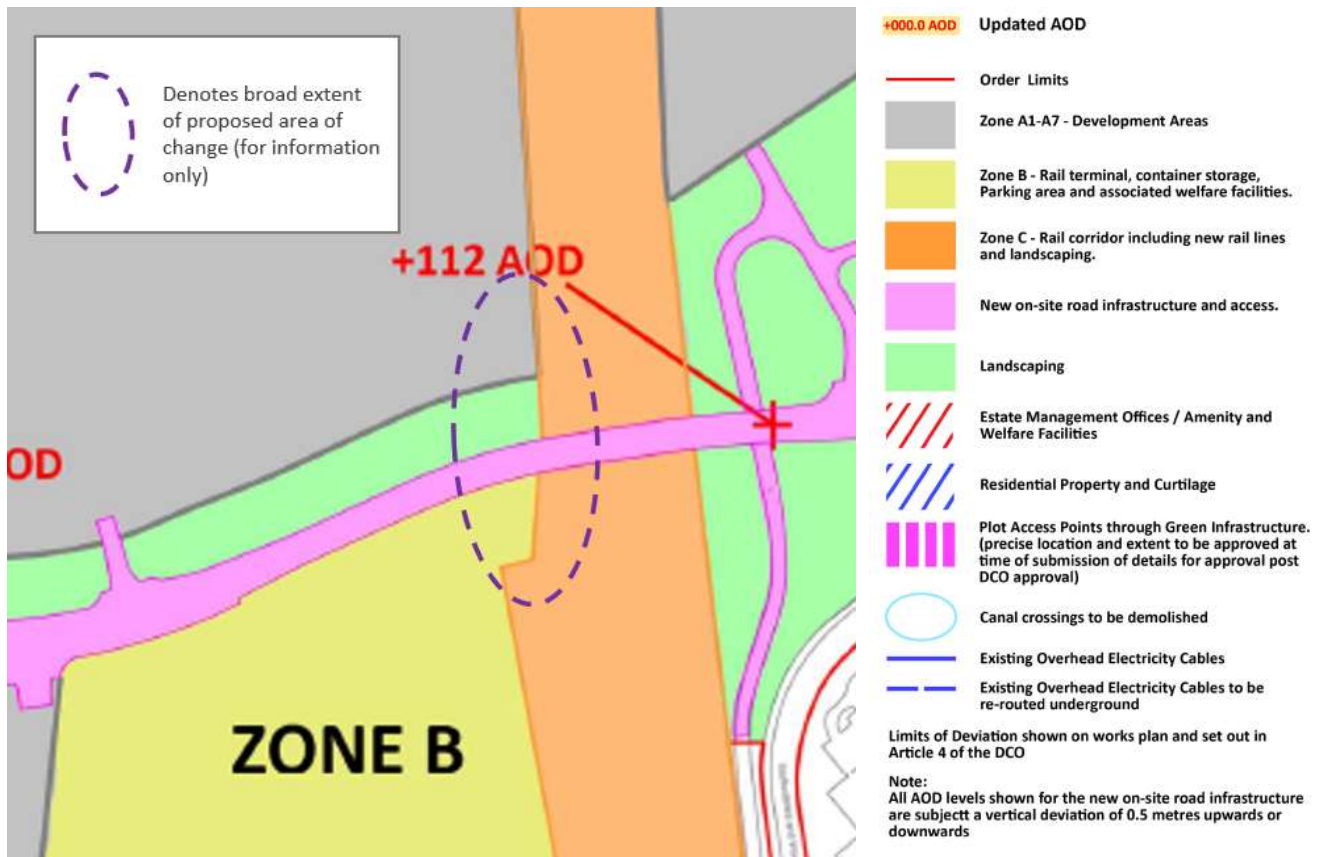 Denotes broad extent
of proposed area of
change (for information
only)
+112 AOD
OD
ZONE B
+000.0 AOD
Updated AOD
Order Limits
Zone A1-A7 - Development Areas
Zone B - Rail terminal, container storage,
Parking area and associated welfare facilities.
Zone C - Rail corridor including new rail lines
and landscaping.
New on-site road infrastructure and access.
Landscaping
Estate Management Offices / Amenity and
Welfare Facilities
Residential Property and Curtilage
Plot Access Points through Green Infrastructure.
(precise location and extent to be approved at
time of submission of details for approval post
DCO approval)
Canal crossings to be demolished
Existing Overhead Electricity Cables
Existing Overhead Electricity Cables to be
re-routed underground
Limits of Deviation shown on works plan and set out in
Article 4 of the DCO
Note:
All AOD levels shown for the new on-site road infrastructure
are subjectt a vertical deviation of 0.5 metres upwards or
downwards